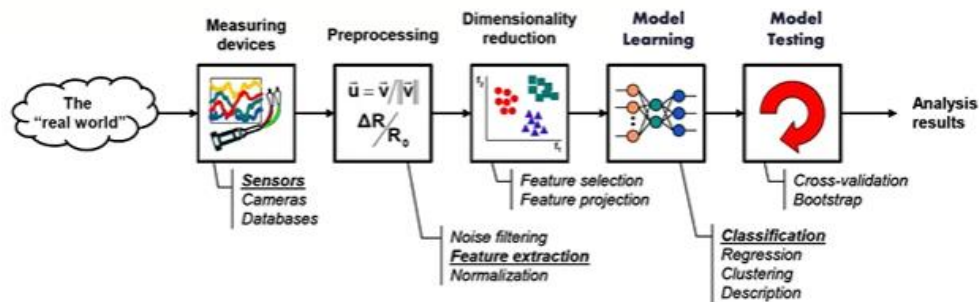 Measuring
devices
Preprocessing
Dimensionality
reduction
Model
Learning
Model
Testing
The
"real world"
u = v/||v||
ΔR/R₀
f₂
f₁
Analysis
results
Sensors
Cameras
Databases
Noise filtering
Feature extraction
Normalization
Feature selection
Feature projection
Classification
Regression
Clustering
Description
Cross-validation
Bootstrap